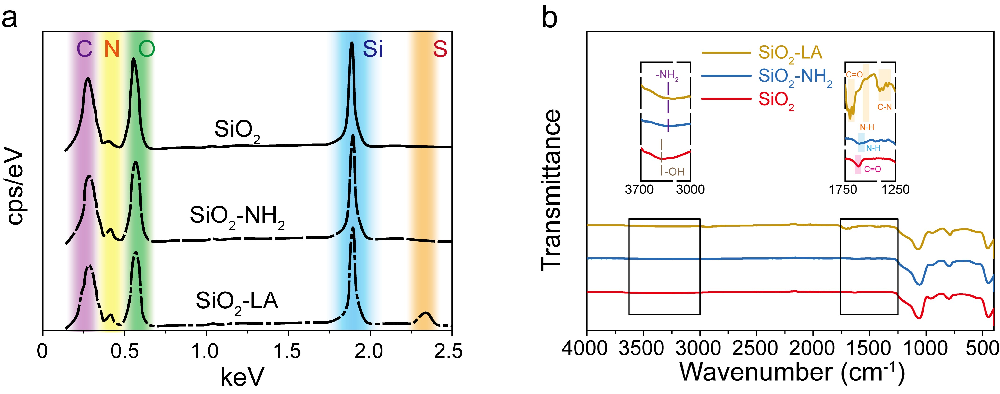 a
C N O Si S
SiO₂
SiO₂-NH₂
SiO₂-LA
cps/eV
0 0.5 1.0 1.5 2.0 2.5
keV
b
SiO₂-LA
SiO₂-NH₂
SiO₂
-NH₂
-OH
3700 3000
C=O
C-N
N-H
N-H
C=O
1750 1250
Transmittance
4000 3500 3000 2500 2000 1500 1000 500
Wavenumber (cm⁻¹)